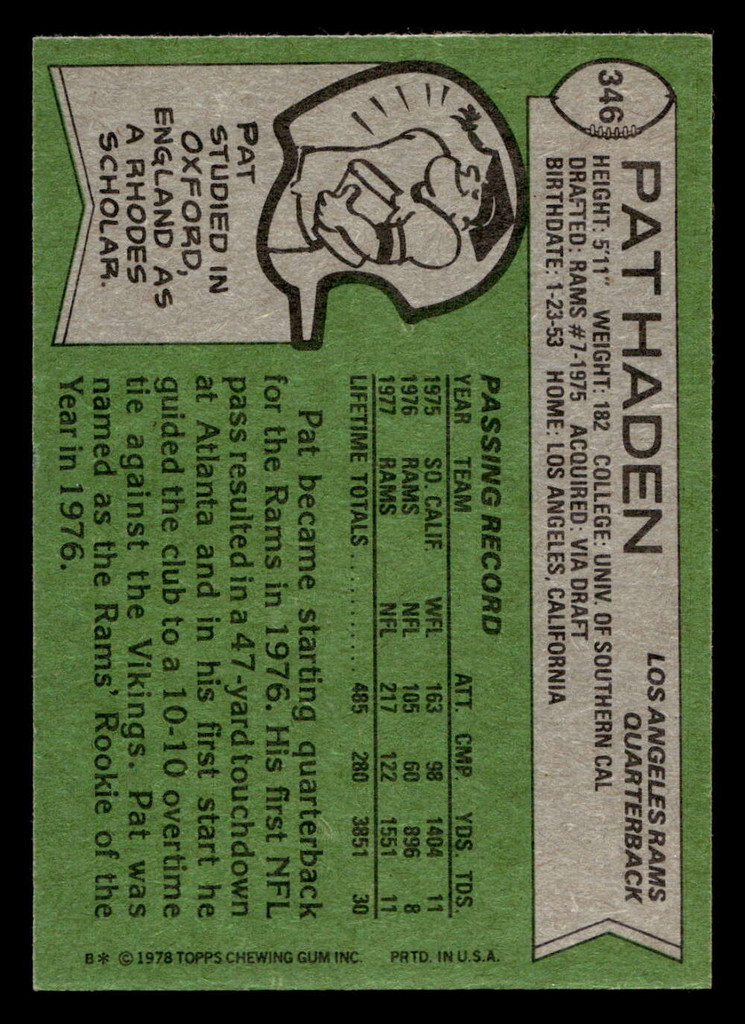 346
PAT HADEN
LOS ANGELES RAMS
QUARTERBACK
HEIGHT: 5'11" WEIGHT: 182 COLLEGE: UNIV. OF SOUTHERN CAL
DRAFTED: RAMS #7-1975 ACQUIRED: VIA DRAFT
BIRTHDATE: 1-23-53 HOME: LOS ANGELES, CALIFORNIA
PAT
STUDIED IN
OXFORD,
ENGLAND AS
A RHODES
SCHOLAR.
PASSING RECORD
YEAR TEAM ATT. CMP. YDS. TDS.
1975 SO. CALIF. WFL 163 98 1404 11
1976 RAMS NFL 105 60 896 8
1977 RAMS NFL 217 122 1551 11
LIFETIME TOTALS .......... 485 280 3851 30
Pat became starting quarterback
for the Rams in 1976. His first NFL
pass resulted in a 47-yard touchdown
at Atlanta and in his first start he
guided the club to a 10-10 overtime
tie against the Vikings. Pat was
named as the Rams' Rookie of the
Year in 1976.
B* © 1978 TOPPS CHEWING GUM INC. PRTD. IN U.S.A.